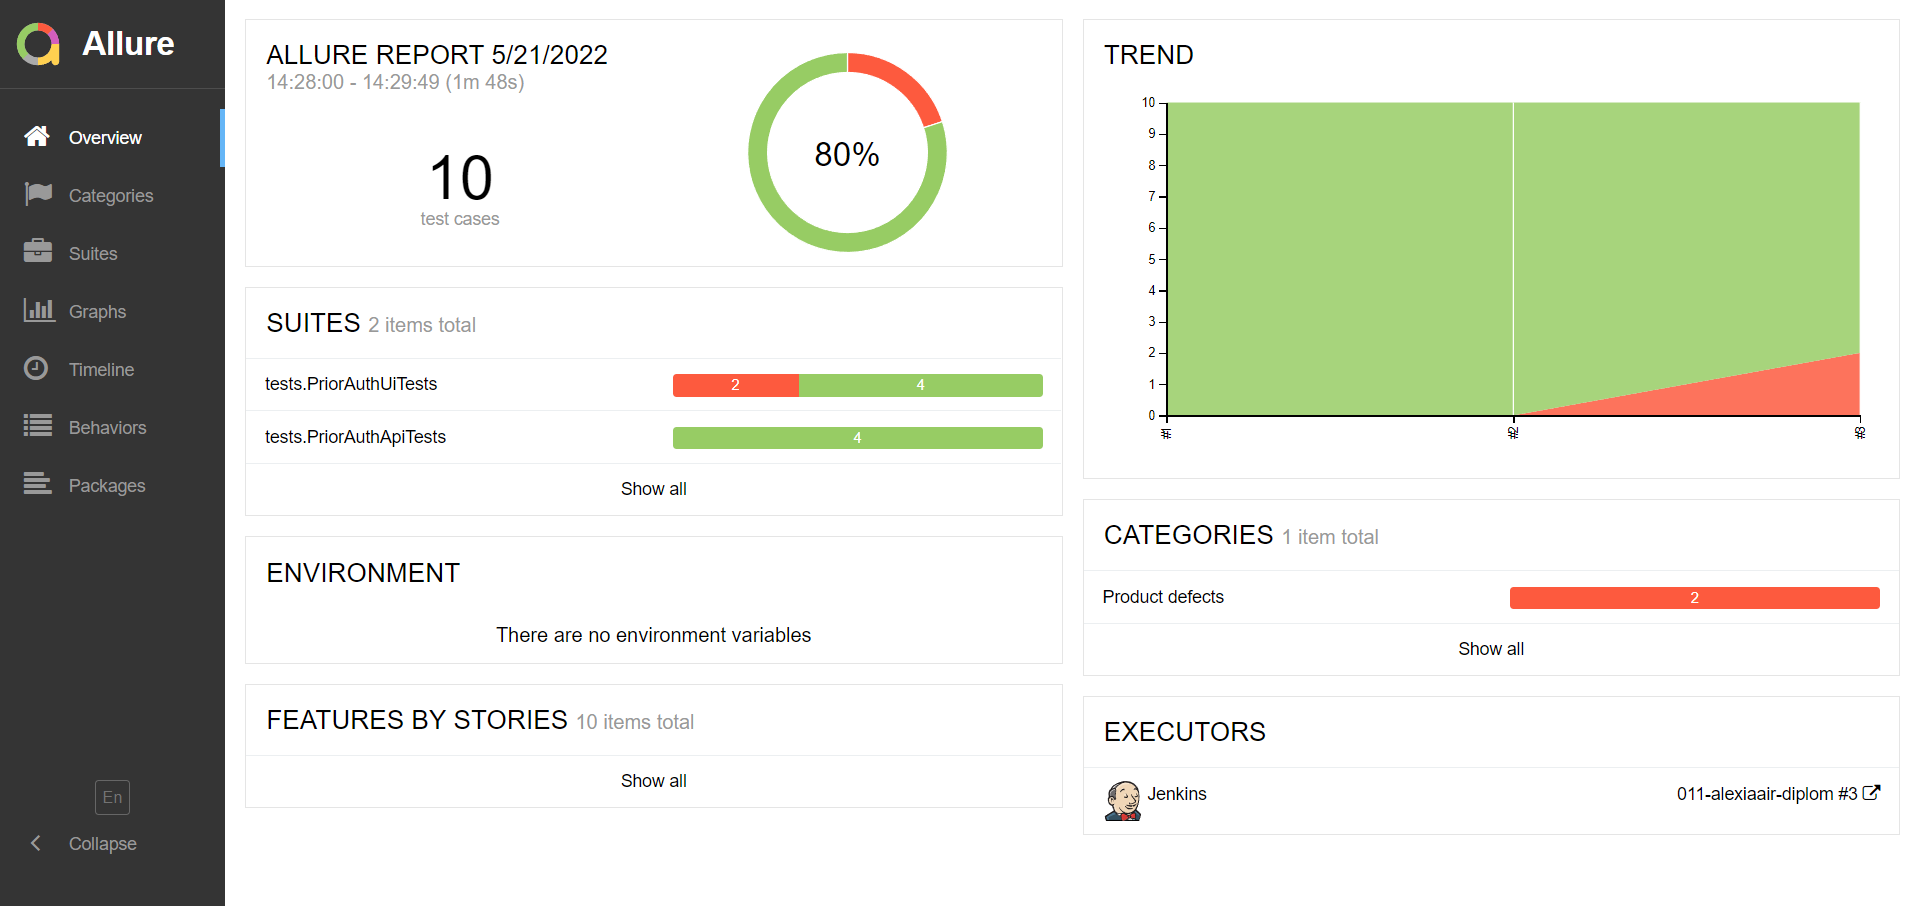 Allure
Overview
Categories
Suites
Graphs
Timeline
Behaviors
Packages
En
Collapse
ALLURE REPORT 5/21/2022
14:28:00 - 14:29:49 (1m 48s)
10
test cases
80%
SUITES 2 items total
tests.PriorAuthUiTests 2 4
tests.PriorAuthApiTests 4
Show all
ENVIRONMENT
There are no environment variables
FEATURES BY STORIES 10 items total
Show all
TREND
10
9
8
7
6
5
4
3
2
1
0
#1 #2 #3
CATEGORIES 1 item total
Product defects 2
Show all
EXECUTORS
Jenkins 011-alexiaair-diplom #3